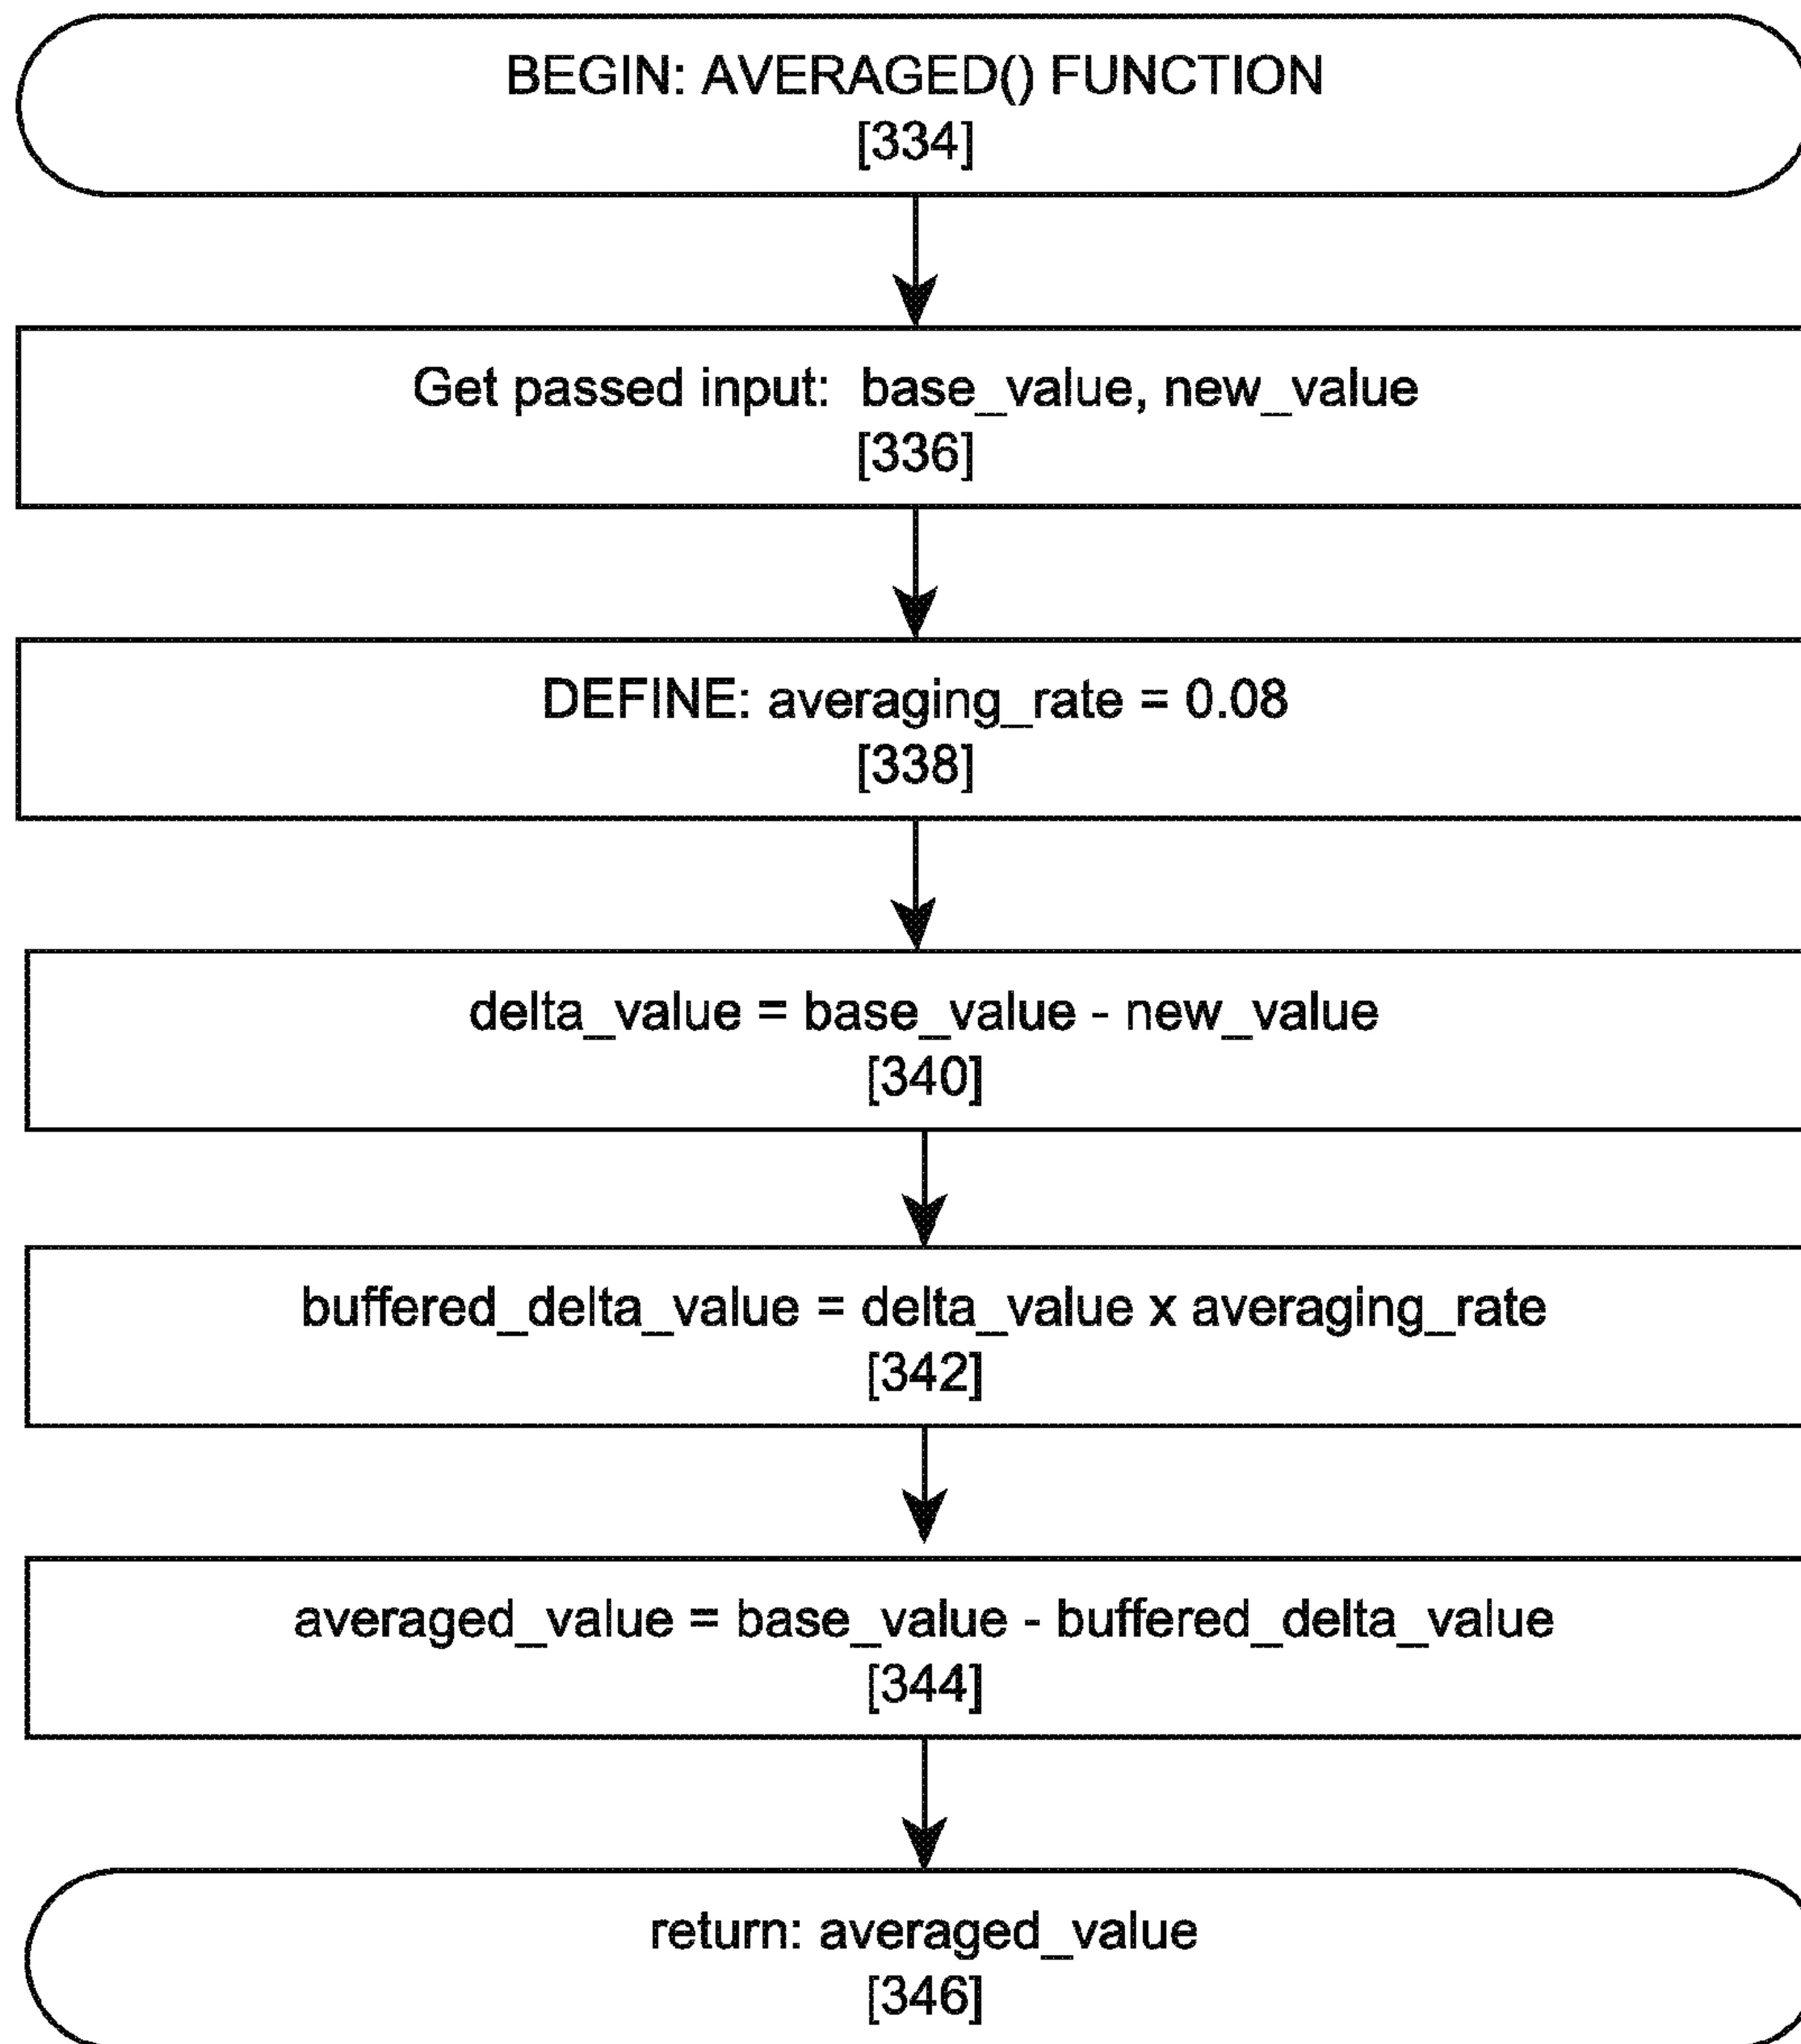 BEGIN: AVERAGED() FUNCTION
[334]
Get passed input:  base_value, new_value
[336]
DEFINE: averaging_rate = 0.08
[338]
delta_value = base_value - new_value
[340]
buffered_delta_value = delta_value x averaging_rate
[342]
averaged_value = base_value - buffered_delta_value
[344]
return: averaged_value
[346]